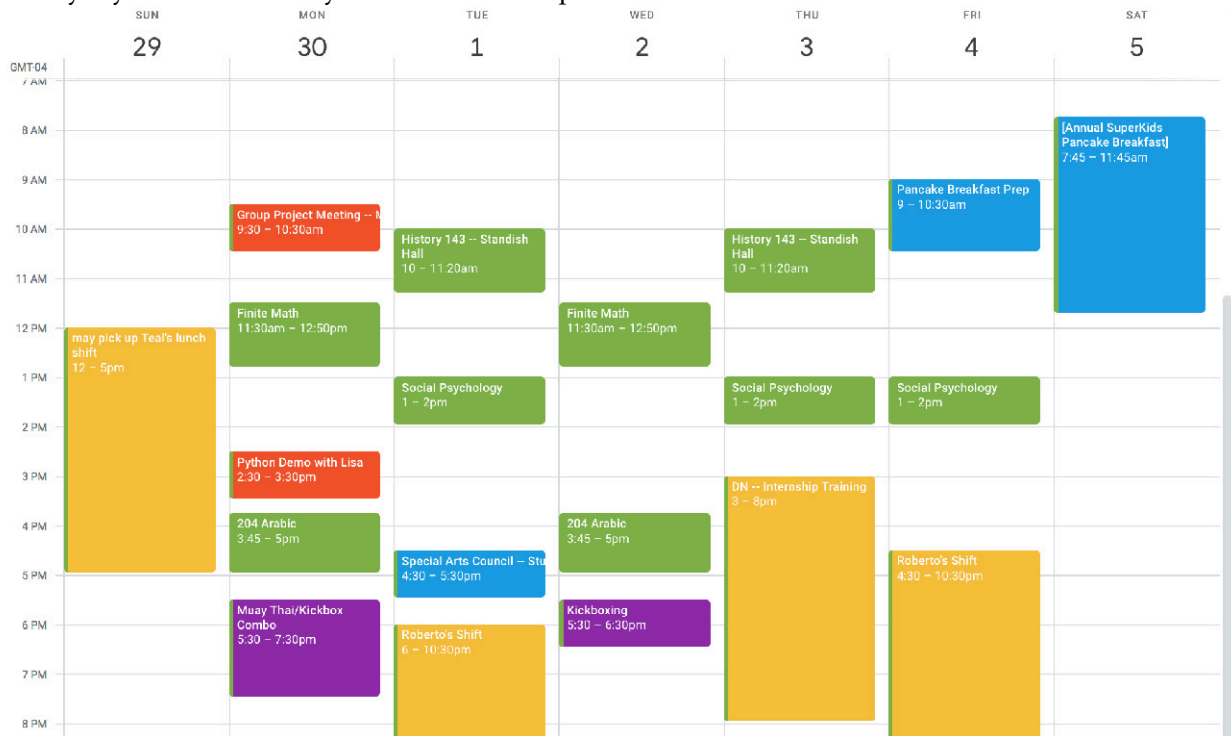 SUN MON TUE WED THU FRI SAT
29 30 1 2 3 4 5
GMT-04
7 AM
8 AM
9 AM
10 AM
11 AM
12 PM
1 PM
2 PM
3 PM
4 PM
5 PM
6 PM
7 PM
8 PM
may pick up Teal's lunch
shift
12 – 5pm
Group Project Meeting -- M
9:30 – 10:30am
Finite Math
11:30am – 12:50pm
Python Demo with Lisa
2:30 – 3:30pm
204 Arabic
3:45 – 5pm
Muay Thai/Kickbox
Combo
5:30 – 7:30pm
History 143 -- Standish
Hall
10 – 11:20am
Social Psychology
1 – 2pm
Special Arts Council -- Stu
4:30 – 5:30pm
Roberto's Shift
6 – 10:30pm
Finite Math
11:30am – 12:50pm
204 Arabic
3:45 – 5pm
Kickboxing
5:30 – 6:30pm
History 143 -- Standish
Hall
10 – 11:20am
Social Psychology
1 – 2pm
DN -- Internship Training
3 – 8pm
Pancake Breakfast Prep
9 – 10:30am
Social Psychology
1 – 2pm
Roberto's Shift
4:30 – 10:30pm
[Annual SuperKids
Pancake Breakfast]
7:45 – 11:45am